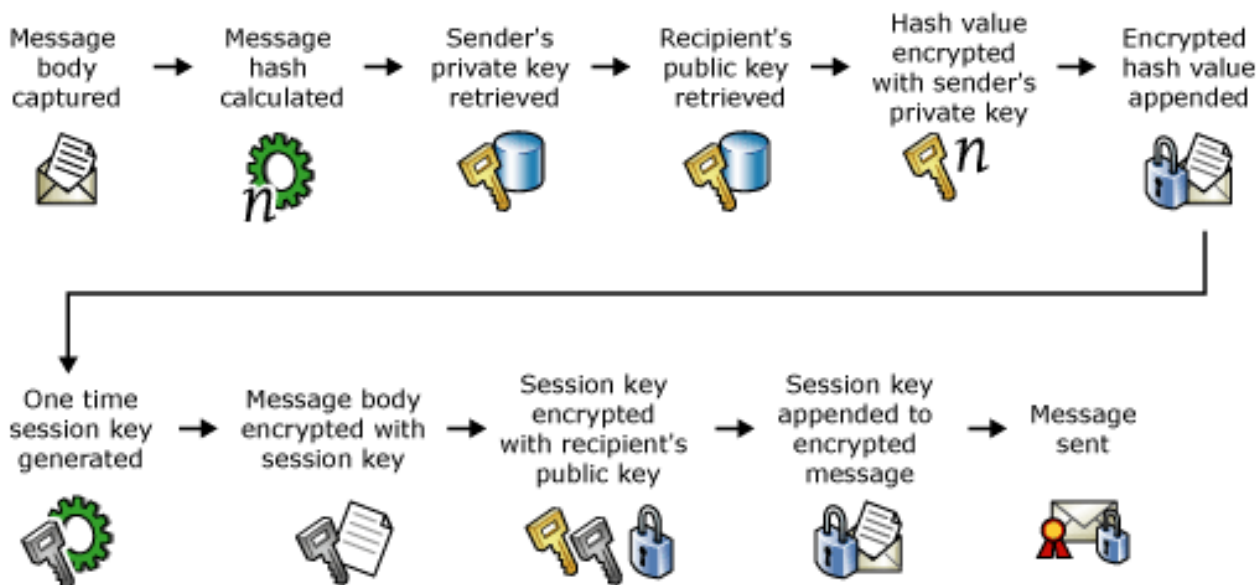 Message
body
captured
Message
hash
calculated
Sender's
private key
retrieved
Recipient's
public key
retrieved
Hash value
encrypted
with sender's
private key
Encrypted
hash value
appended
n
n
One time
session key
generated
Message body
encrypted with
session key
Session key
encrypted
with recipient's
public key
Session key
appended to
encrypted
message
Message
sent